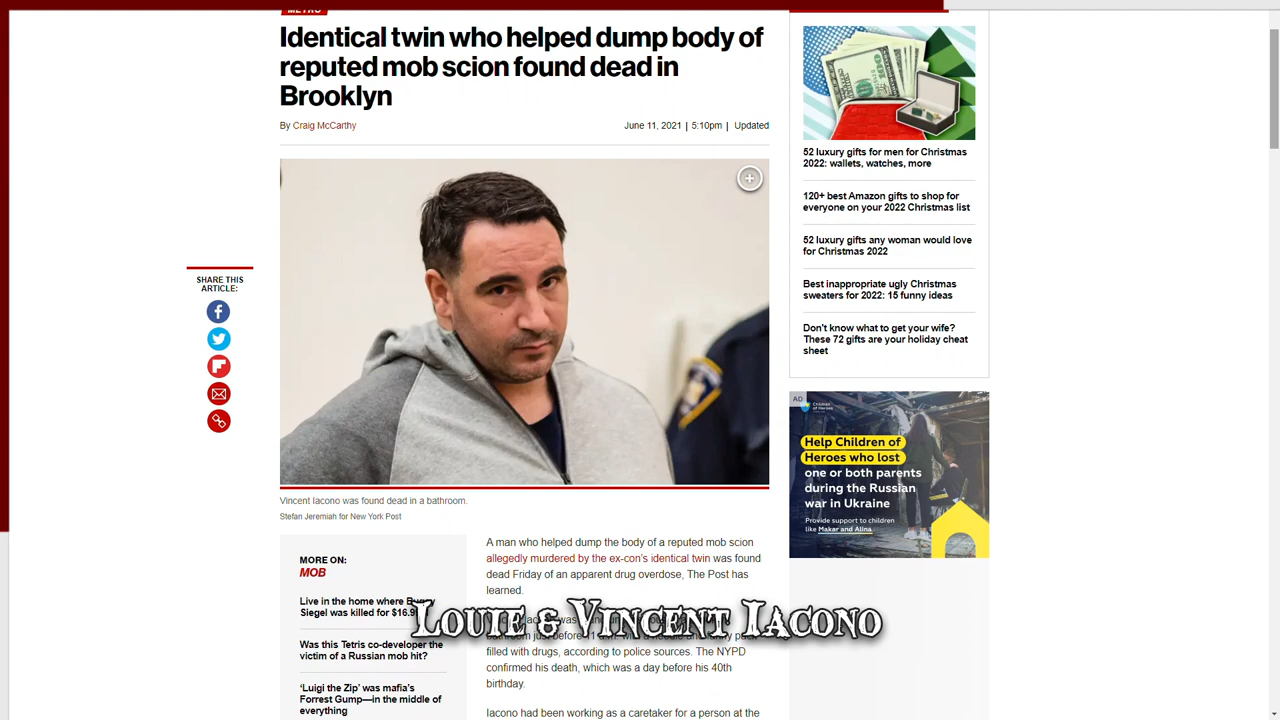 METRO
Identical twin who helped dump body of
reputed mob scion found dead in
Brooklyn
By Craig McCarthy
June 11, 2021 | 5:10pm | Updated
SHARE THIS
ARTICLE:
Vincent Iacono was found dead in a bathroom.
Stefan Jeremiah for New York Post
MORE ON:
MOB
Live in the home where
Siegel was killed for $16.9
Was this Tetris co-developer the
victim of a Russian mob hit?
‘Luigi the Zip’ was mafia’s
Forrest Gump—in the middle of
everything
A man who helped dump the body of a reputed mob scion
allegedly murdered by the ex-con’s identical twin was found
dead Friday of an apparent drug overdose, The Post has
learned.
Louie & Vincent Iacono
filled with drugs, according to police sources. The NYPD
confirmed his death, which was a day before his 40th
birthday.
Iacono had been working as a caretaker for a person at the
52 luxury gifts for men for Christmas
2022: wallets, watches, more
120+ best Amazon gifts to shop for
everyone on your 2022 Christmas list
52 luxury gifts any woman would love
for Christmas 2022
Best inappropriate ugly Christmas
sweaters for 2022: 15 funny ideas
Don’t know what to get your wife?
These 72 gifts are your holiday cheat
sheet
AD
Children
of Heroes
Help Children of
Heroes who lost
one or both parents
during the Russian
war in Ukraine
Provide support to children
like Makar and Alina